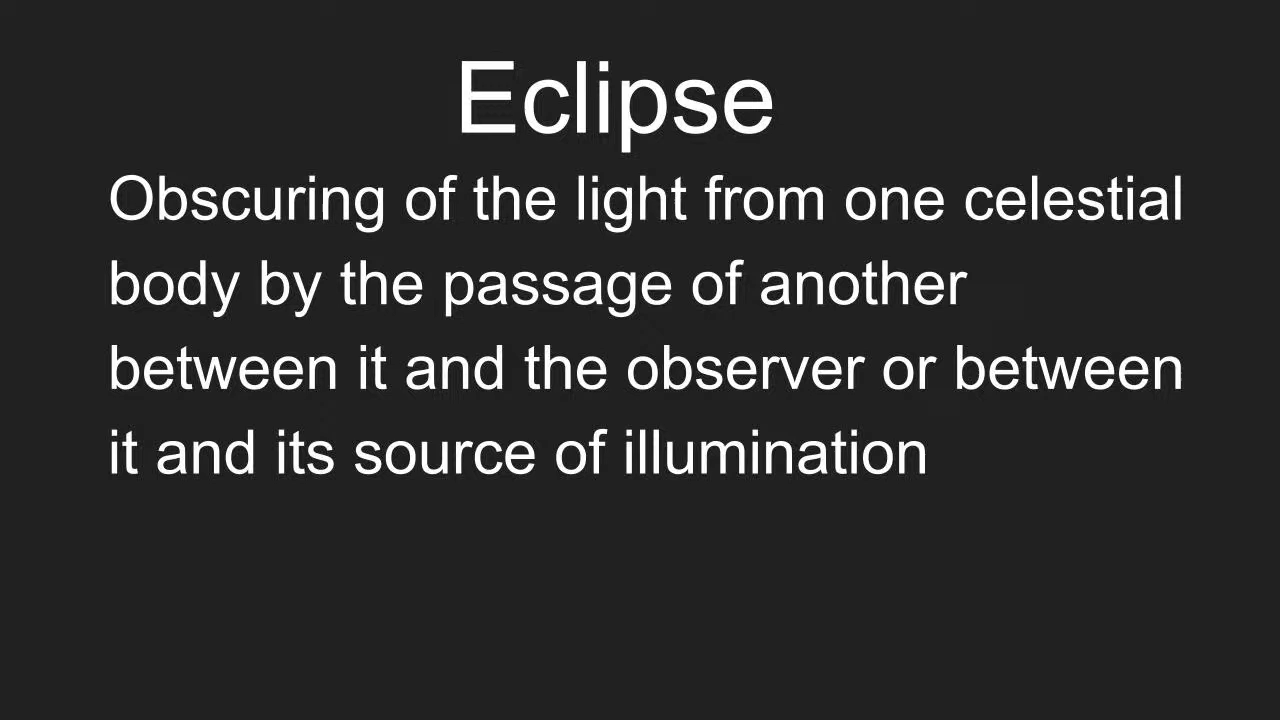 Eclipse
Obscuring of the light from one celestial
body by the passage of another
between it and the observer or between
it and its source of illumination